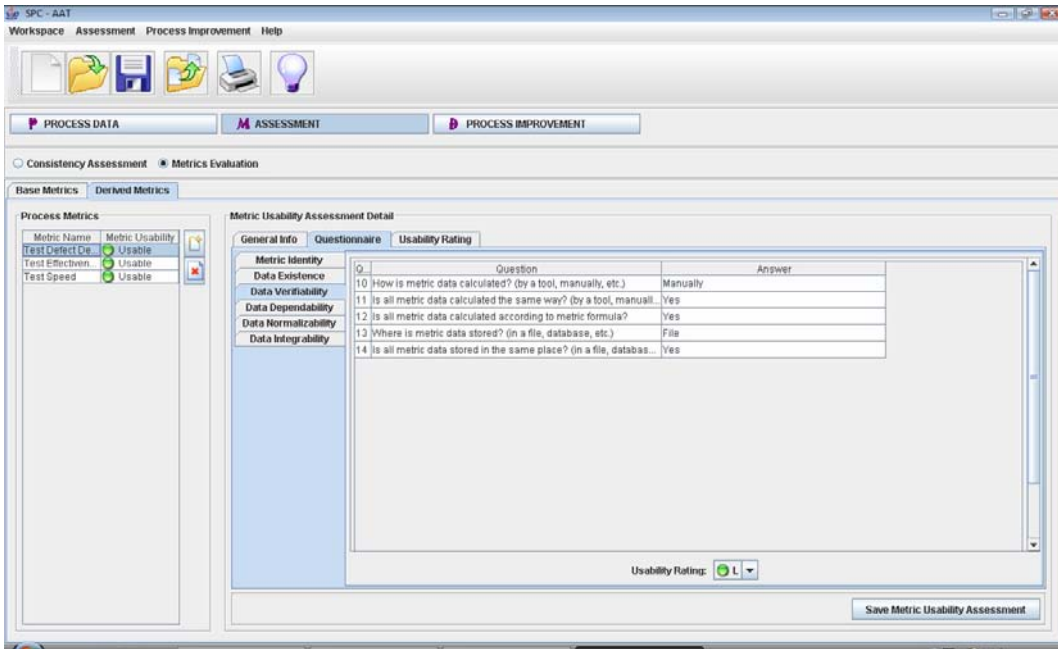 SPC - AAT
Workspace Assessment Process Improvement Help
PROCESS DATA
ASSESSMENT
PROCESS IMPROVEMENT
Consistency Assessment Metrics Evaluation
Base Metrics Derived Metrics
Process Metrics
Metric Name Metric Usability
Test Defect De... Usable
Test Effectiven... Usable
Test Speed Usable
Metric Usability Assessment Detail
General Info Questionnaire Usability Rating
Metric Identity
Data Existence
Data Verifiability
Data Dependability
Data Normalizability
Data Integrability
Q... Question Answer
10 How is metric data calculated? (by a tool, manually, etc.) Manually
11 Is all metric data calculated the same way? (by a tool, manuall... Yes
12 Is all metric data calculated according to metric formula? Yes
13 Where is metric data stored? (in a file, database, etc.) File
14 Is all metric data stored in the same place? (in a file, databas... Yes
Usability Rating: L
Save Metric Usability Assessment